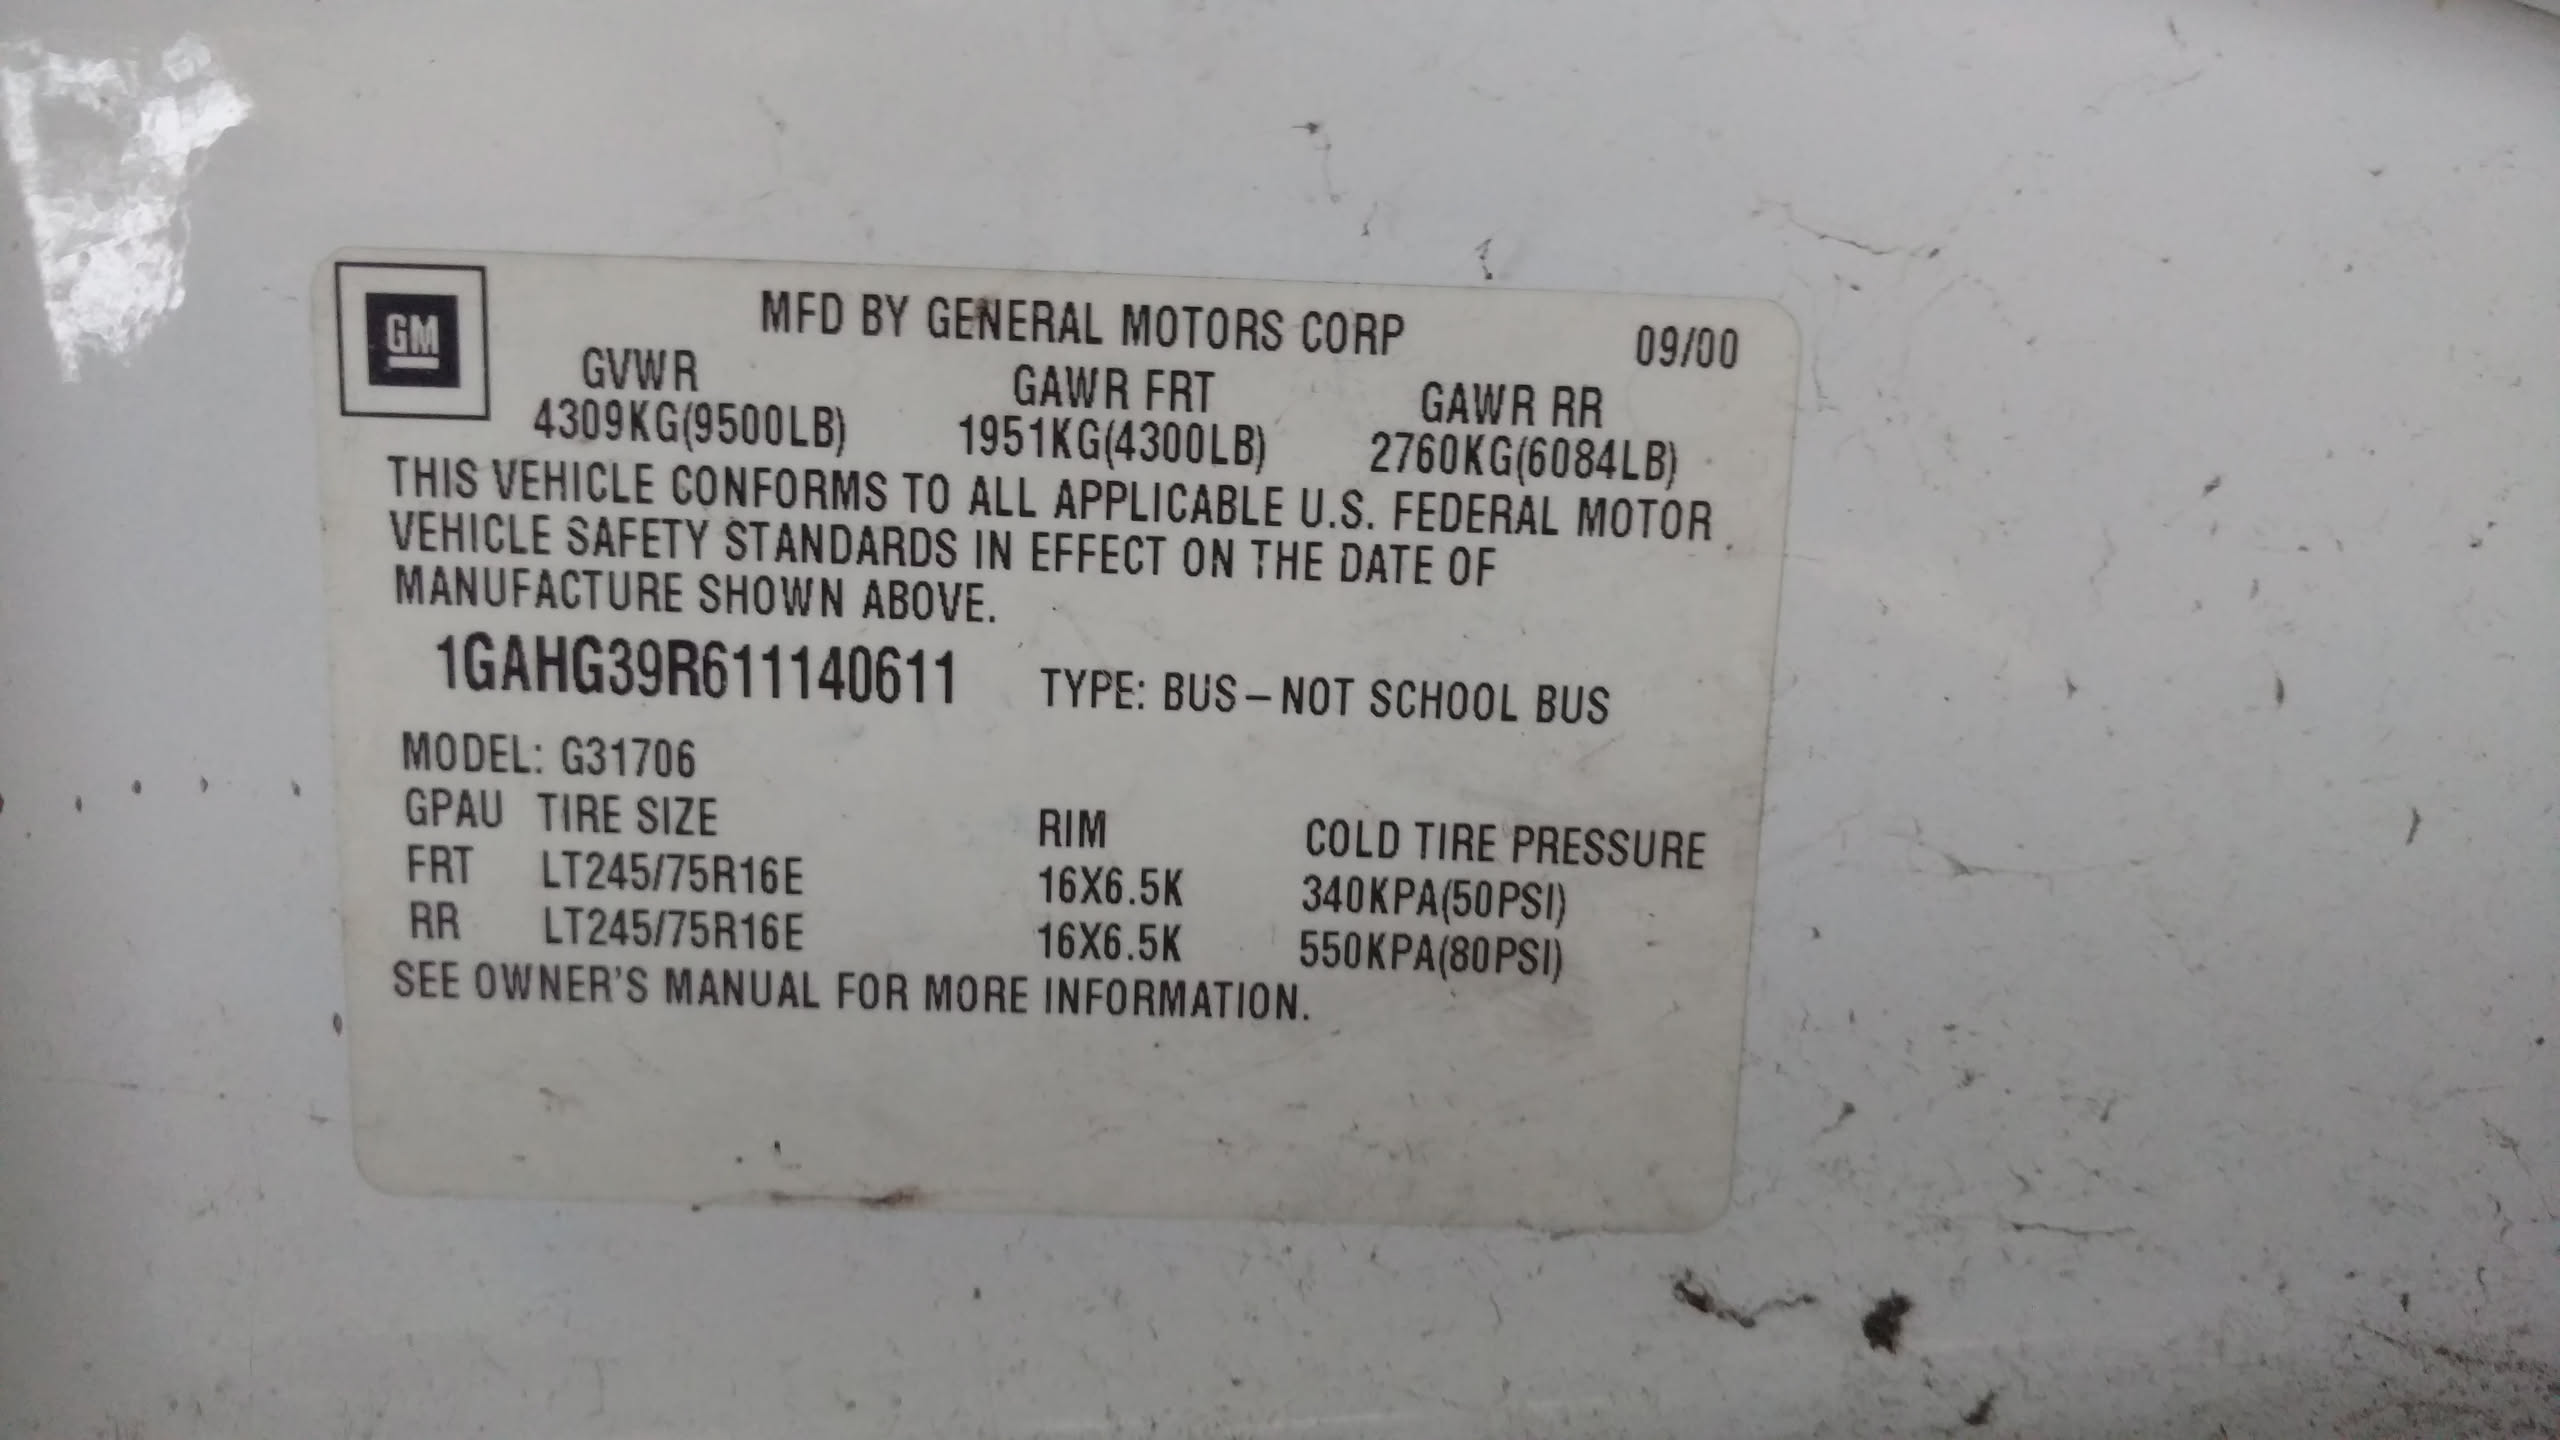 GM
MFD BY GENERAL MOTORS CORP 09/00
GVWR GAWR FRT GAWR RR
4309KG(9500LB) 1951KG(4300LB) 2760KG(6084LB)
THIS VEHICLE CONFORMS TO ALL APPLICABLE U.S. FEDERAL MOTOR
VEHICLE SAFETY STANDARDS IN EFFECT ON THE DATE OF
MANUFACTURE SHOWN ABOVE.
1GAHG39R611140611 TYPE: BUS – NOT SCHOOL BUS
MODEL: G31706
GPAU TIRE SIZE RIM COLD TIRE PRESSURE
FRT LT245/75R16E 16X6.5K 340KPA(50PSI)
RR LT245/75R16E 16X6.5K 550KPA(80PSI)
SEE OWNER'S MANUAL FOR MORE INFORMATION.